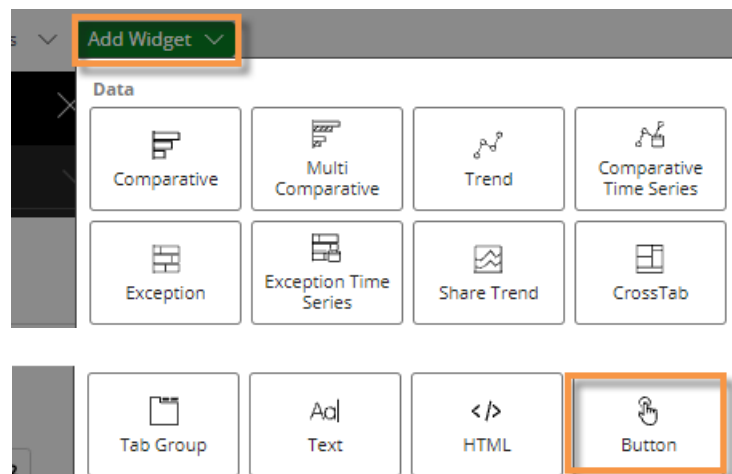 s
Add Widget
Data
Comparative
Multi
Comparative
Trend
Comparative
Time Series
Exception
Exception Time
Series
Share Trend
CrossTab
Aa
</>
Tab Group
Text
HTML
Button